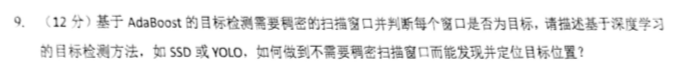 9. （12 分）基于 AdaBoost 的目标检测需要稠密的扫描窗口并判断每个窗口是否为目标，请描述基于深度学习
的目标检测方法，如 SSD 或 YOLO，如何做到不需要稠密扫描窗口而能发现并定位目标位置？